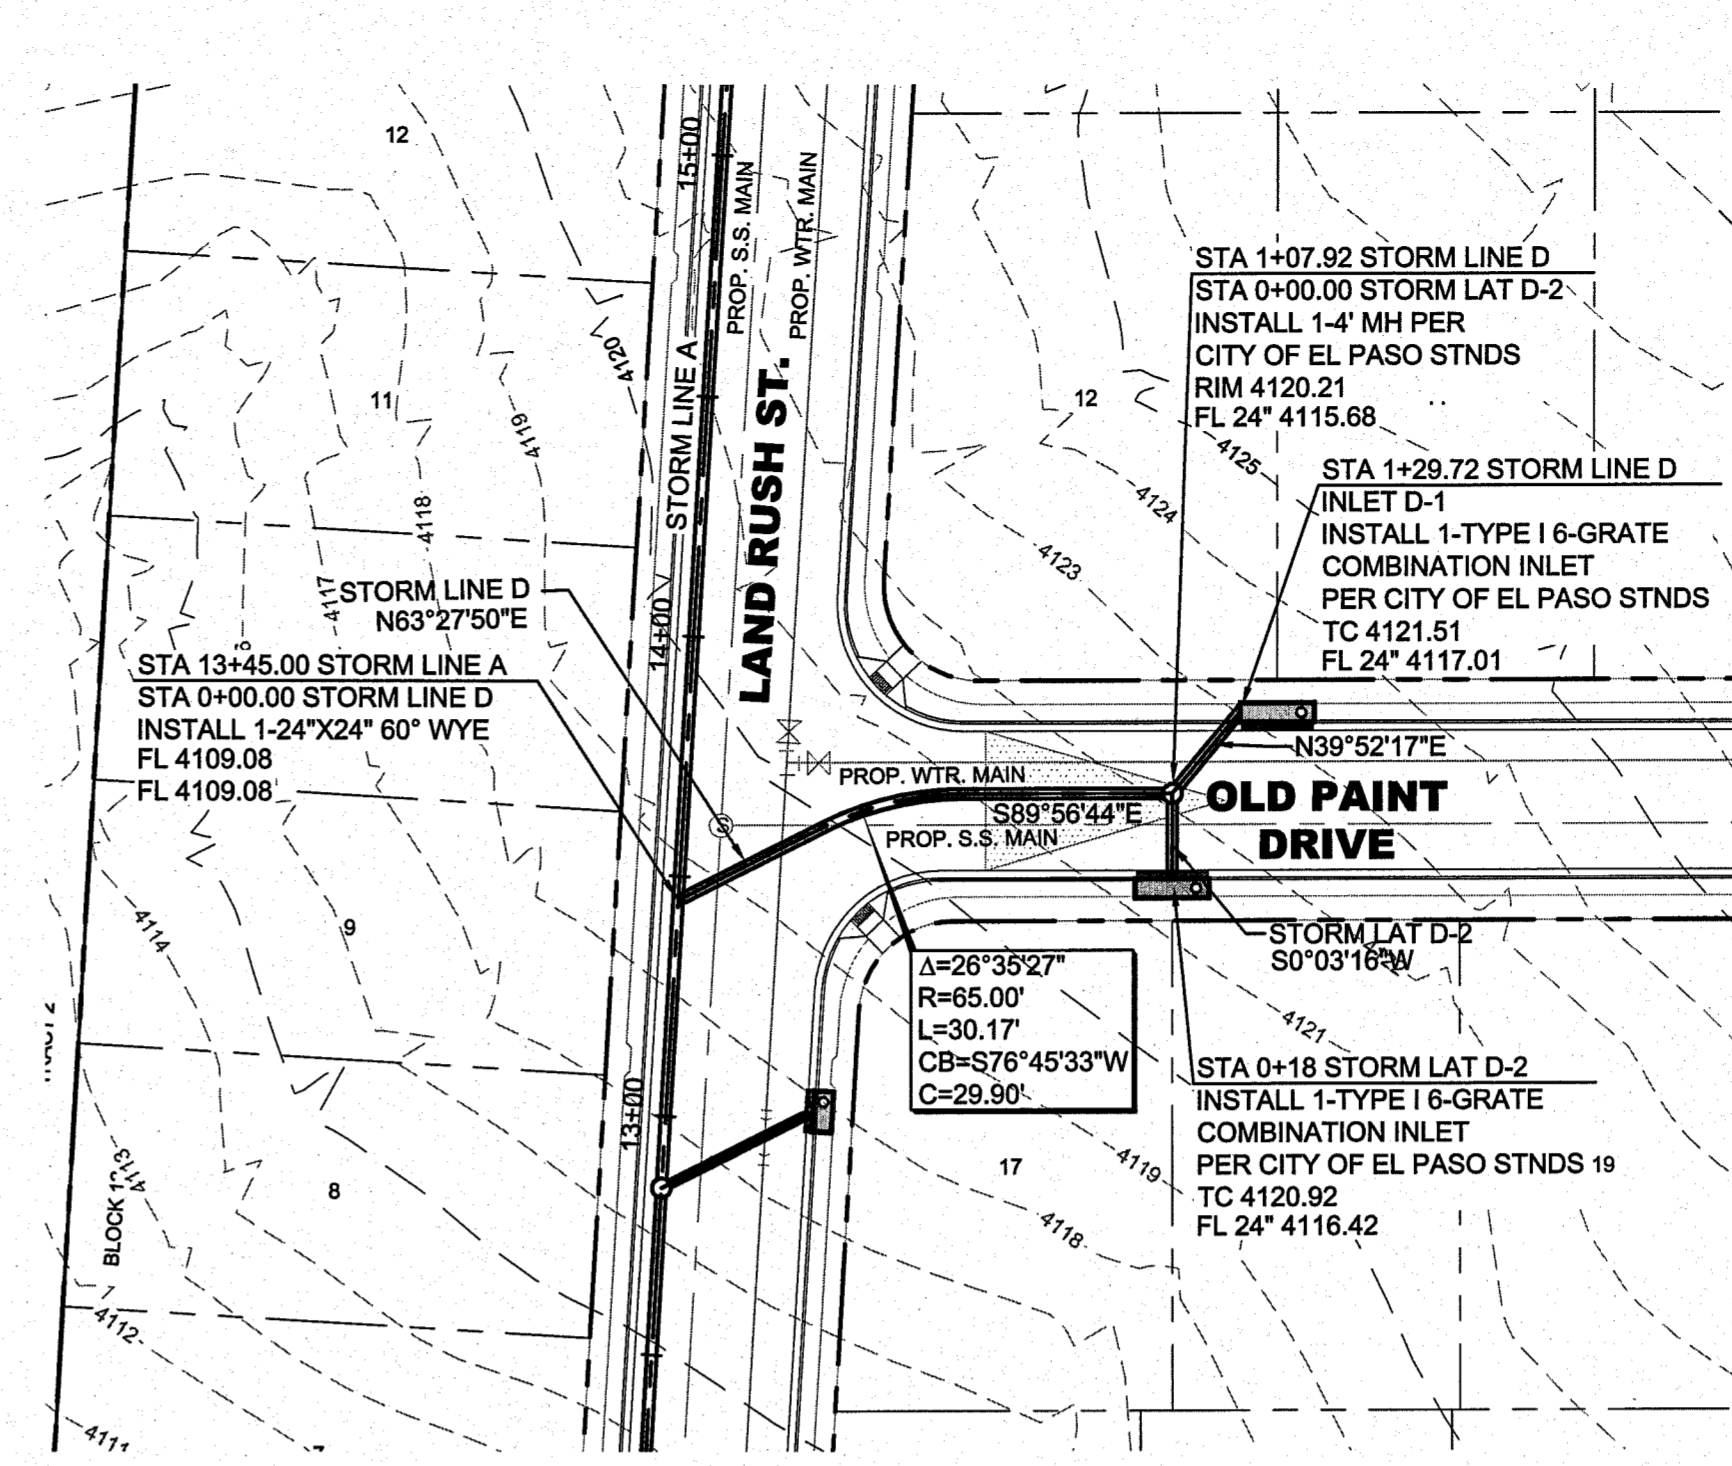 12
15+00
PROP. S.S. MAIN
PROP. WTR. MAIN
STA 1+07.92 STORM LINE D
STA 0+00.00 STORM LAT D-2
INSTALL 1-4' MH PER
CITY OF EL PASO STNDS
RIM 4120.21
FL 24" 4115.68
4120
11
4119
STORM LINE A
LAND RUSH ST.
12
4125
4124
4123
STA 1+29.72 STORM LINE D
INLET D-1
INSTALL 1-TYPE I 6-GRATE
COMBINATION INLET
PER CITY OF EL PASO STNDS
TC 4121.51
FL 24" 4117.01
4118
4117
STORM LINE D
N63°27'50"E
14+00
STA 13+45.00 STORM LINE A
STA 0+00.00 STORM LINE D
INSTALL 1-24"X24" 60° WYE
FL 4109.08
FL 4109.08
N39°52'17"E
PROP. WTR. MAIN
S89°56'44"E
PROP. S.S. MAIN
OLD PAINT
DRIVE
S
4114
9
STORM LAT D-2
S0°03'16"W
Δ=26°35'27"
R=65.00'
L=30.17'
CB=S76°45'33"W
C=29.90'
4121
13+00
STA 0+18 STORM LAT D-2
INSTALL 1-TYPE I 6-GRATE
COMBINATION INLET
PER CITY OF EL PASO STNDS
TC 4120.92
FL 24" 4116.42
19
17
4119
4118
8
4113
BLOCK
4112
4111
7